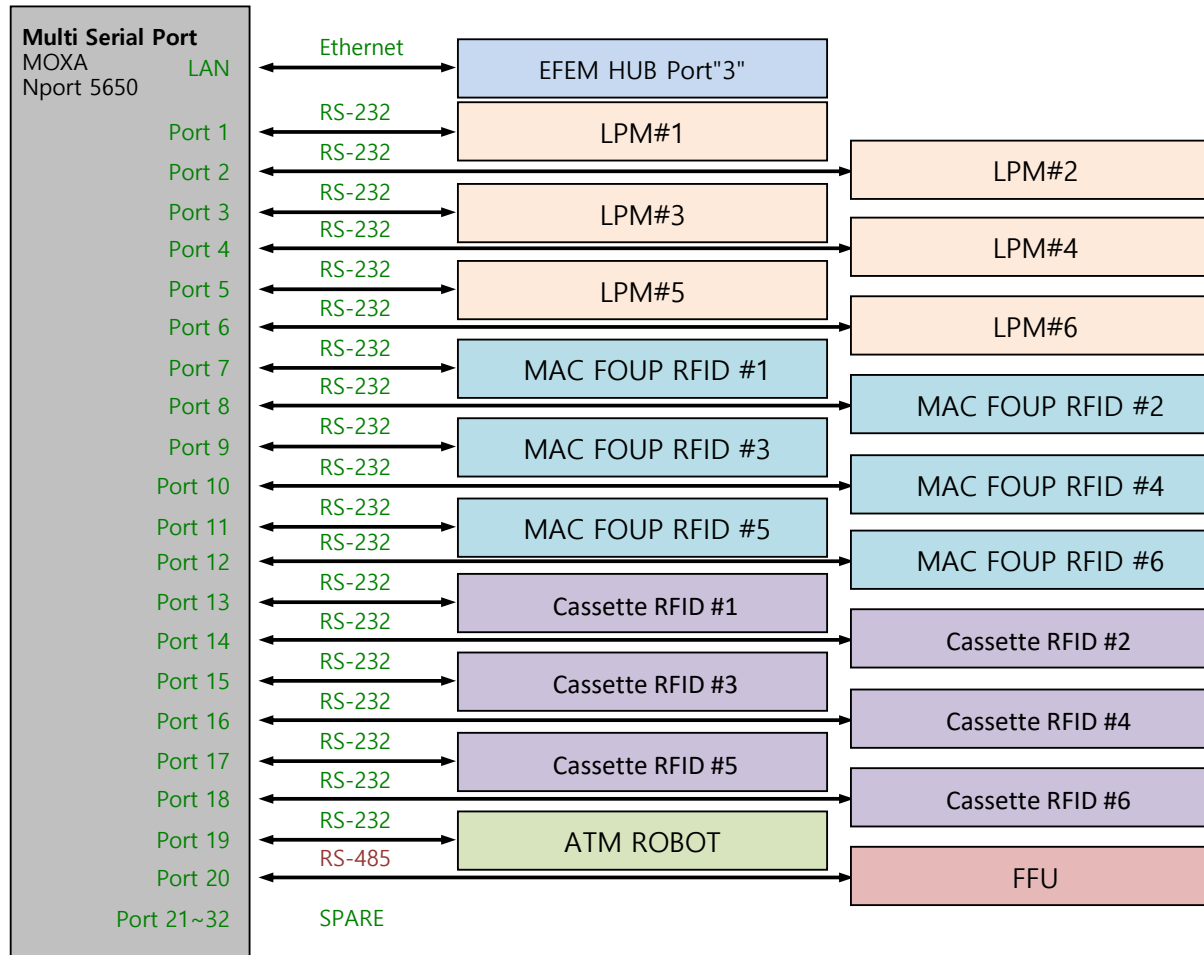 Multi Serial Port
MOXA
Nport 5650
LAN Ethernet EFEM HUB Port"3"
Port 1 RS-232 LPM#1
Port 2 RS-232 LPM#2
Port 3 RS-232 LPM#3
Port 4 RS-232 LPM#4
Port 5 RS-232 LPM#5
Port 6 RS-232 LPM#6
Port 7 RS-232 MAC FOUP RFID #1
Port 8 RS-232 MAC FOUP RFID #2
Port 9 RS-232 MAC FOUP RFID #3
Port 10 RS-232 MAC FOUP RFID #4
Port 11 RS-232 MAC FOUP RFID #5
Port 12 RS-232 MAC FOUP RFID #6
Port 13 RS-232 Cassette RFID #1
Port 14 RS-232 Cassette RFID #2
Port 15 RS-232 Cassette RFID #3
Port 16 RS-232 Cassette RFID #4
Port 17 RS-232 Cassette RFID #5
Port 18 RS-232 Cassette RFID #6
Port 19 RS-232 ATM ROBOT
Port 20 RS-485 FFU
Port 21~32 SPARE